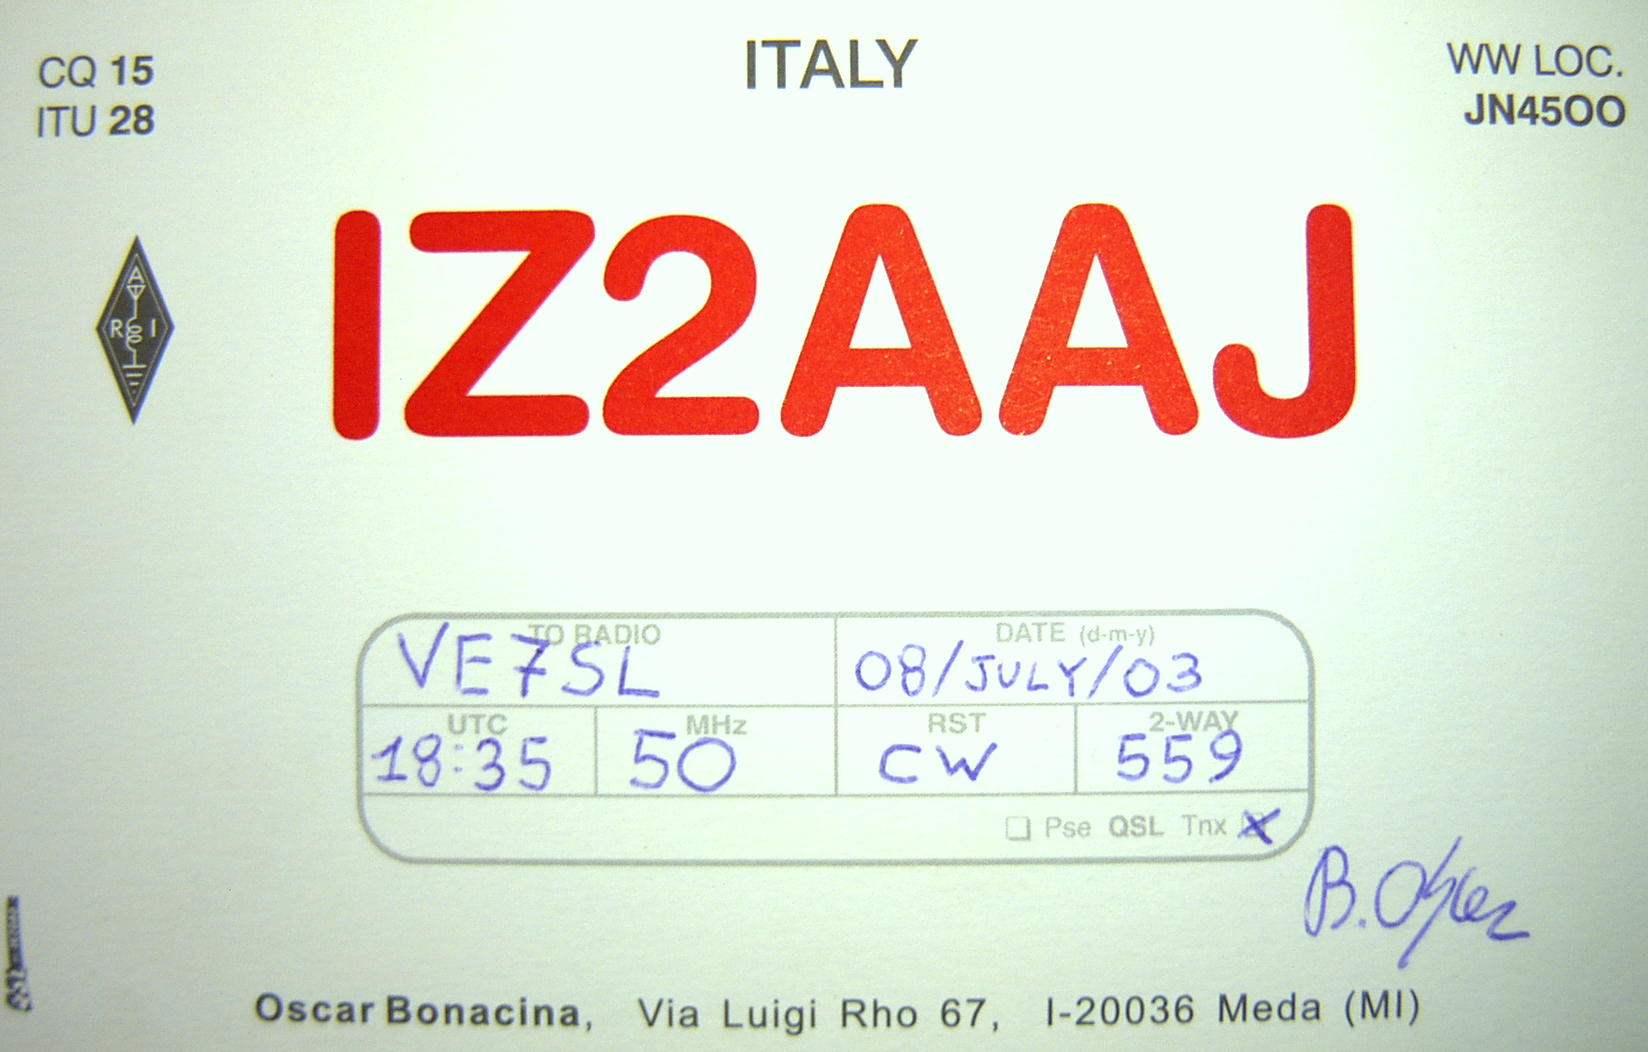 ITALY
CQ 15
ITU 28
WW LOC.
JN45OO
A
R I
IZ2AAJ
TO RADIO
VE7SL
DATE (d-m-y)
08/JULY/03
UTC
18:35
MHz
50
RST
CW
2-WAY
559
Pse QSL Tnx X
B. Oscar
Oscar Bonacina, Via Luigi Rho 67, I-20036 Meda (MI)